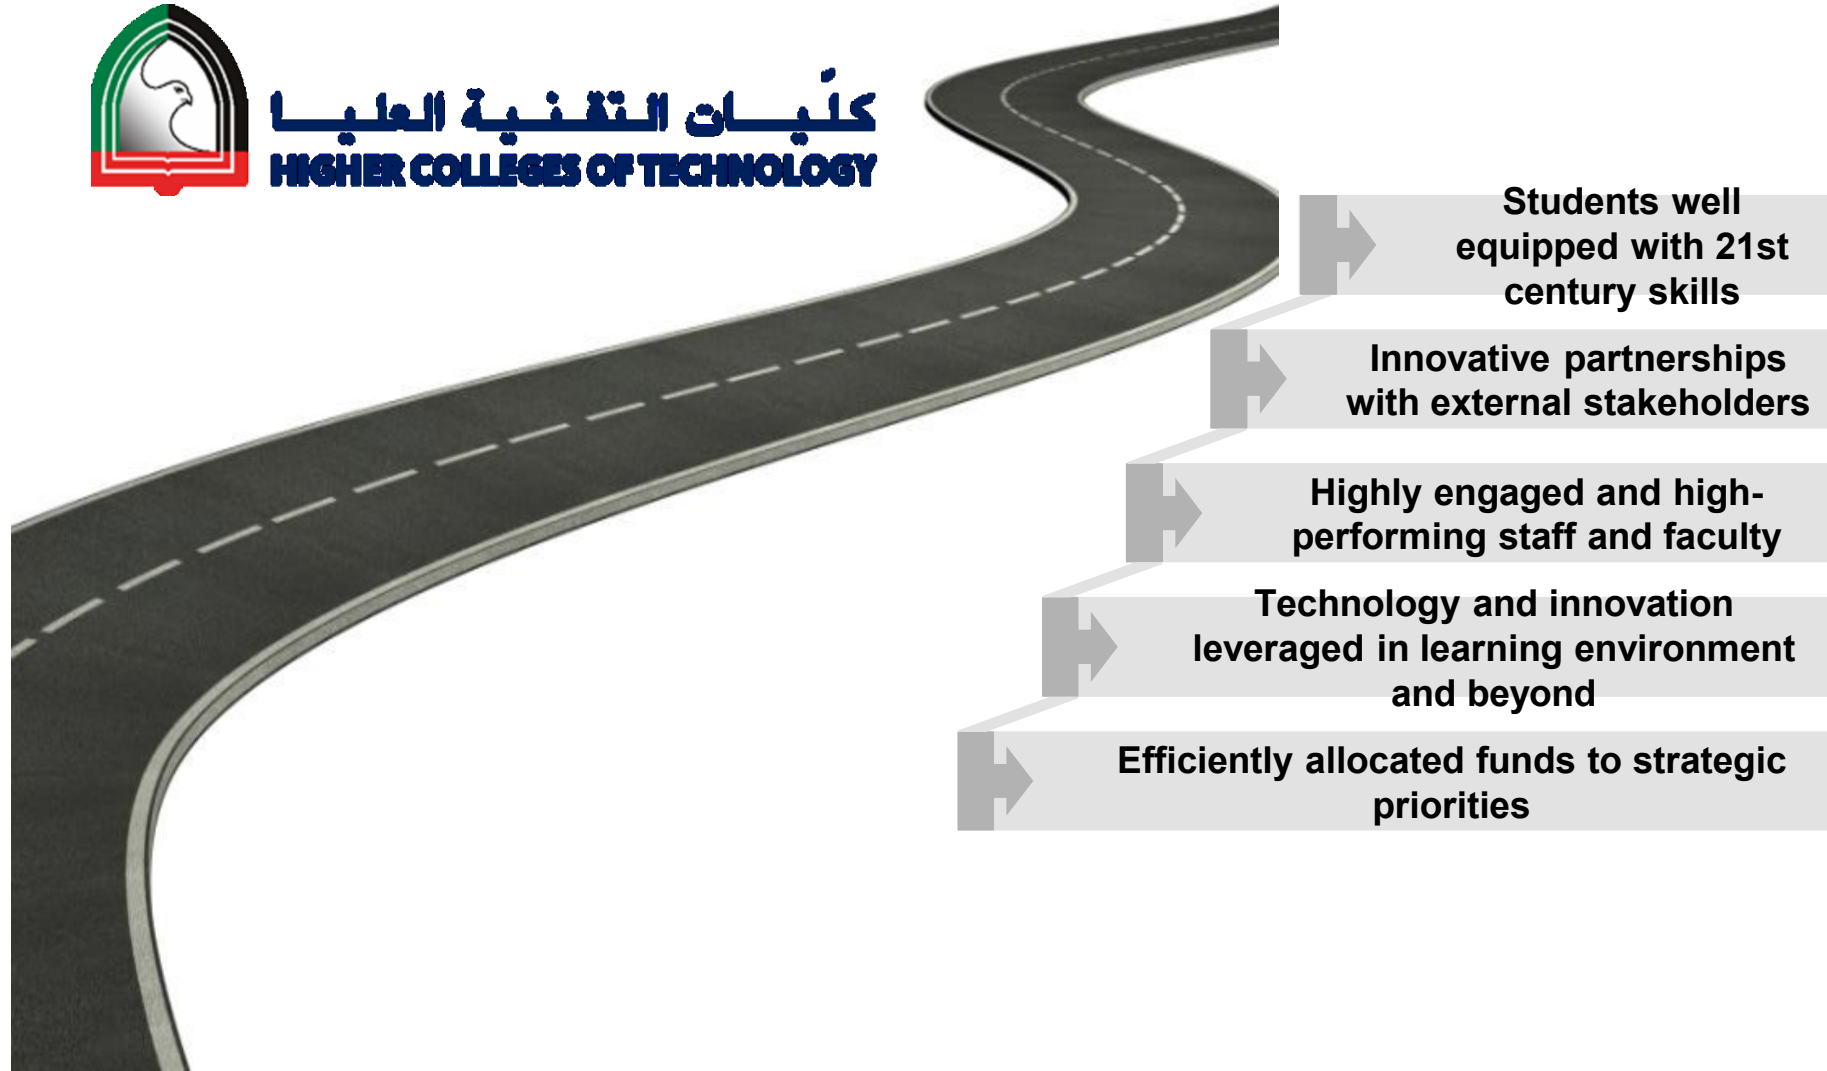 كلّيات التقنية العليا
HIGHER COLLEGES OF TECHNOLOGY
Students well
equipped with 21st
century skills
Innovative partnerships
with external stakeholders
Highly engaged and high-
performing staff and faculty
Technology and innovation
leveraged in learning environment
and beyond
Efficiently allocated funds to strategic
priorities